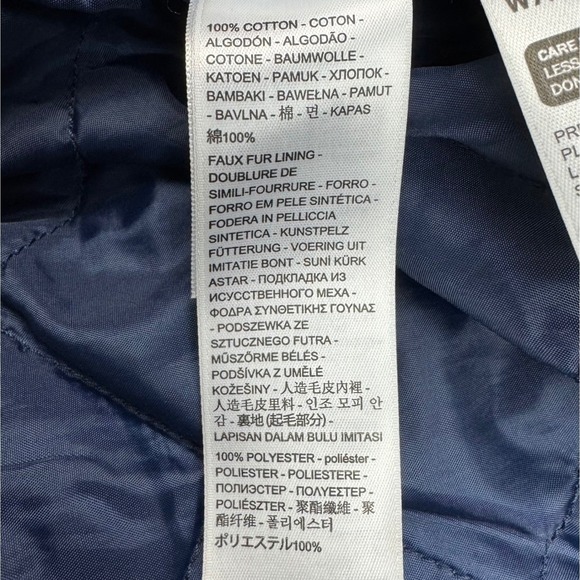 100% COTTON - COTON -
ALGODÓN - ALGODÃO -
COTONE - BAUMWOLLE -
KATOEN - PAMUK - ХЛОПОК -
BAMBAKI - BAWEŁNA - PAMUT
- BAVLNA - 棉 - 면 - KAPAS
綿100%
FAUX FUR LINING -
DOUBLURE DE
SIMILI-FOURRURE - FORRO -
FORRO EM PELE SINTÉTICA -
FODERA IN PELLICCIA
SINTETICA - KUNSTPELZ
FÜTTERUNG - VOERING UIT
IMITATIE BONT - SUNİ KÜRK
ASTAR - ПОДКЛАДКА ИЗ
ИСКУССТВЕННОГО МЕХА -
ΦΟΔΡΑ ΣΥΝΘΕΤΙΚΗΣ ΓΟΥΝΑΣ
- PODSZEWKA ZE
SZTUCZNEGO FUTRA -
MŰSZŐRME BÉLÉS -
PODŠÍVKA Z UMĚLÉ
KOŽEŠINY - 人造毛皮內裡 -
人造毛皮里料 - 인조 모피 안
감 - 裏地 (起毛部分) -
LAPISAN DALAM BULU IMITASI
100% POLYESTER - poliéster -
POLIESTER - POLIESTERE -
ПОЛИЭСТЕР - ΠΟΛΥΕΣΤΕΡ -
POLIÉSZTER - 聚酯纖維 - 聚
酯纤维 - 폴리에스터
ポリエステル100%
CARE
LESS